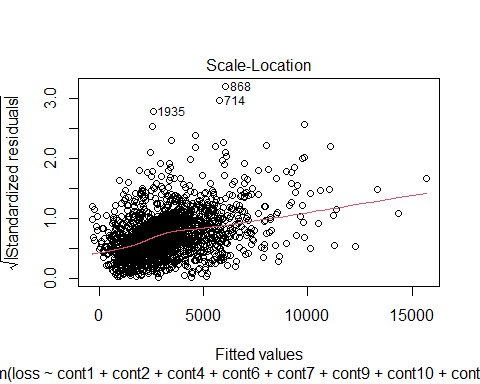 Scale-Location
√|Standardized residuals|
3.0
2.0
1.0
0.0
868
714
1935
0
5000
10000
15000
Fitted values
m(loss ~ cont1 + cont2 + cont4 + cont6 + cont7 + cont9 + cont10 + cont